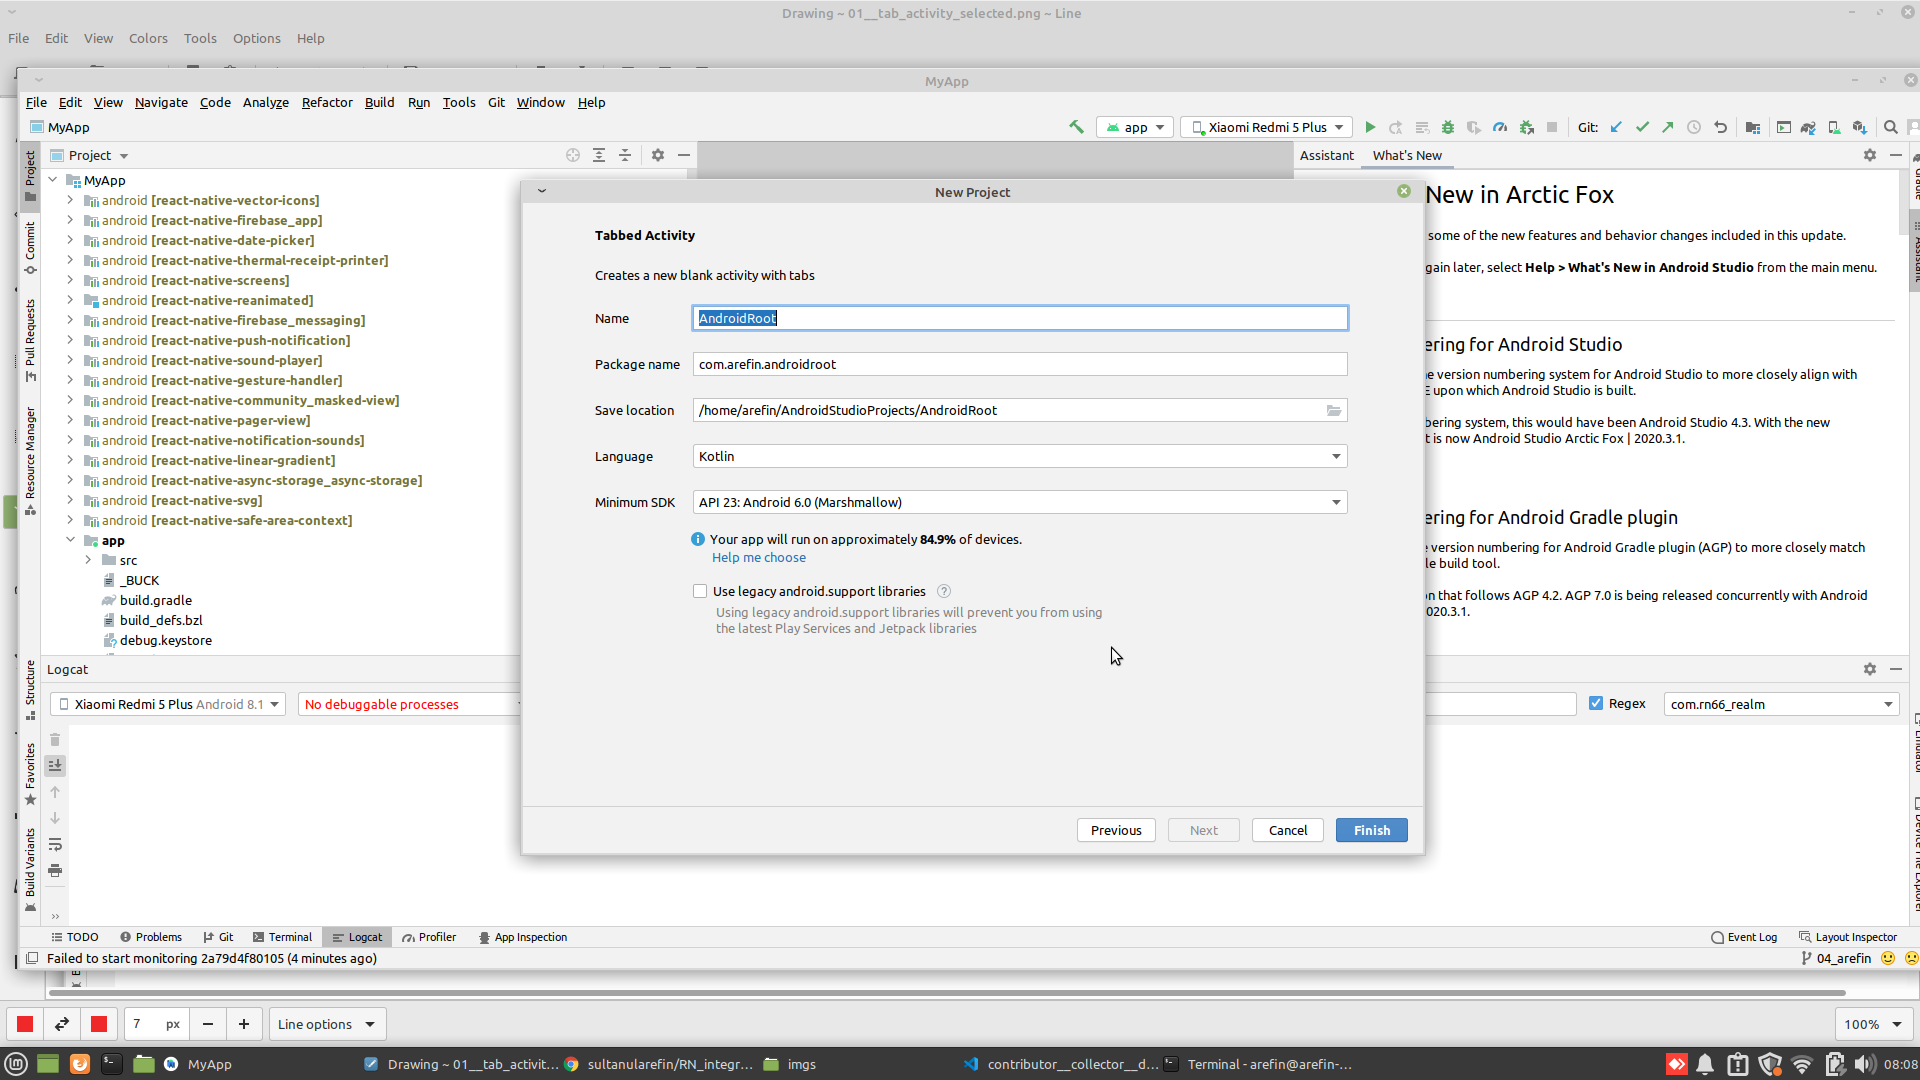 Drawing ~ 01__tab_activity_selected.png ~ Line
File Edit View Colors Tools Options Help
MyApp
File Edit View Navigate Code Analyze Refactor Build Run Tools Git Window Help
MyApp
app
Xiaomi Redmi 5 Plus
Git:
Project
Assistant
What's New
Project
Commit
Pull Requests
Resource Manager
Structure
Favorites
Build Variants
MyApp
android [react-native-vector-icons]
android [react-native-firebase_app]
android [react-native-date-picker]
android [react-native-thermal-receipt-printer]
android [react-native-screens]
android [react-native-reanimated]
android [react-native-firebase_messaging]
android [react-native-push-notification]
android [react-native-sound-player]
android [react-native-gesture-handler]
android [react-native-community_masked-view]
android [react-native-pager-view]
android [react-native-notification-sounds]
android [react-native-linear-gradient]
android [react-native-async-storage_async-storage]
android [react-native-svg]
android [react-native-safe-area-context]
app
src
_BUCK
build.gradle
build_defs.bzl
debug.keystore
New Project
Tabbed Activity
Creates a new blank activity with tabs
Name
AndroidRoot
Package name
com.arefin.androidroot
Save location
/home/arefin/AndroidStudioProjects/AndroidRoot
Language
Kotlin
Minimum SDK
API 23: Android 6.0 (Marshmallow)
Your app will run on approximately 84.9% of devices.
Help me choose
Use legacy android.support libraries
?
Using legacy android.support libraries will prevent you from using
the latest Play Services and Jetpack libraries
Previous
Next
Cancel
Finish
New in Arctic Fox
some of the new features and behavior changes included in this update.
gain later, select Help > What's New in Android Studio from the main menu.
ering for Android Studio
e version numbering system for Android Studio to more closely align with
E upon which Android Studio is built.
bering system, this would have been Android Studio 4.3. With the new
t is now Android Studio Arctic Fox | 2020.3.1.
ering for Android Gradle plugin
version numbering for Android Gradle plugin (AGP) to more closely match
le build tool.
n that follows AGP 4.2. AGP 7.0 is being released concurrently with Android
020.3.1.
Logcat
Xiaomi Redmi 5 Plus Android 8.1
No debuggable processes
Regex
com.rn66_realm
TODO
Problems
Git
Terminal
Logcat
Profiler
App Inspection
Event Log
Layout Inspector
Failed to start monitoring 2a79d4f80105 (4 minutes ago)
04_arefin
7 px
Line options
100%
MyApp
Drawing ~ 01__tab_activit...
sultanularefin/RN_integr...
imgs
contributor__collector__d...
Terminal - arefin@arefin-...
08:08